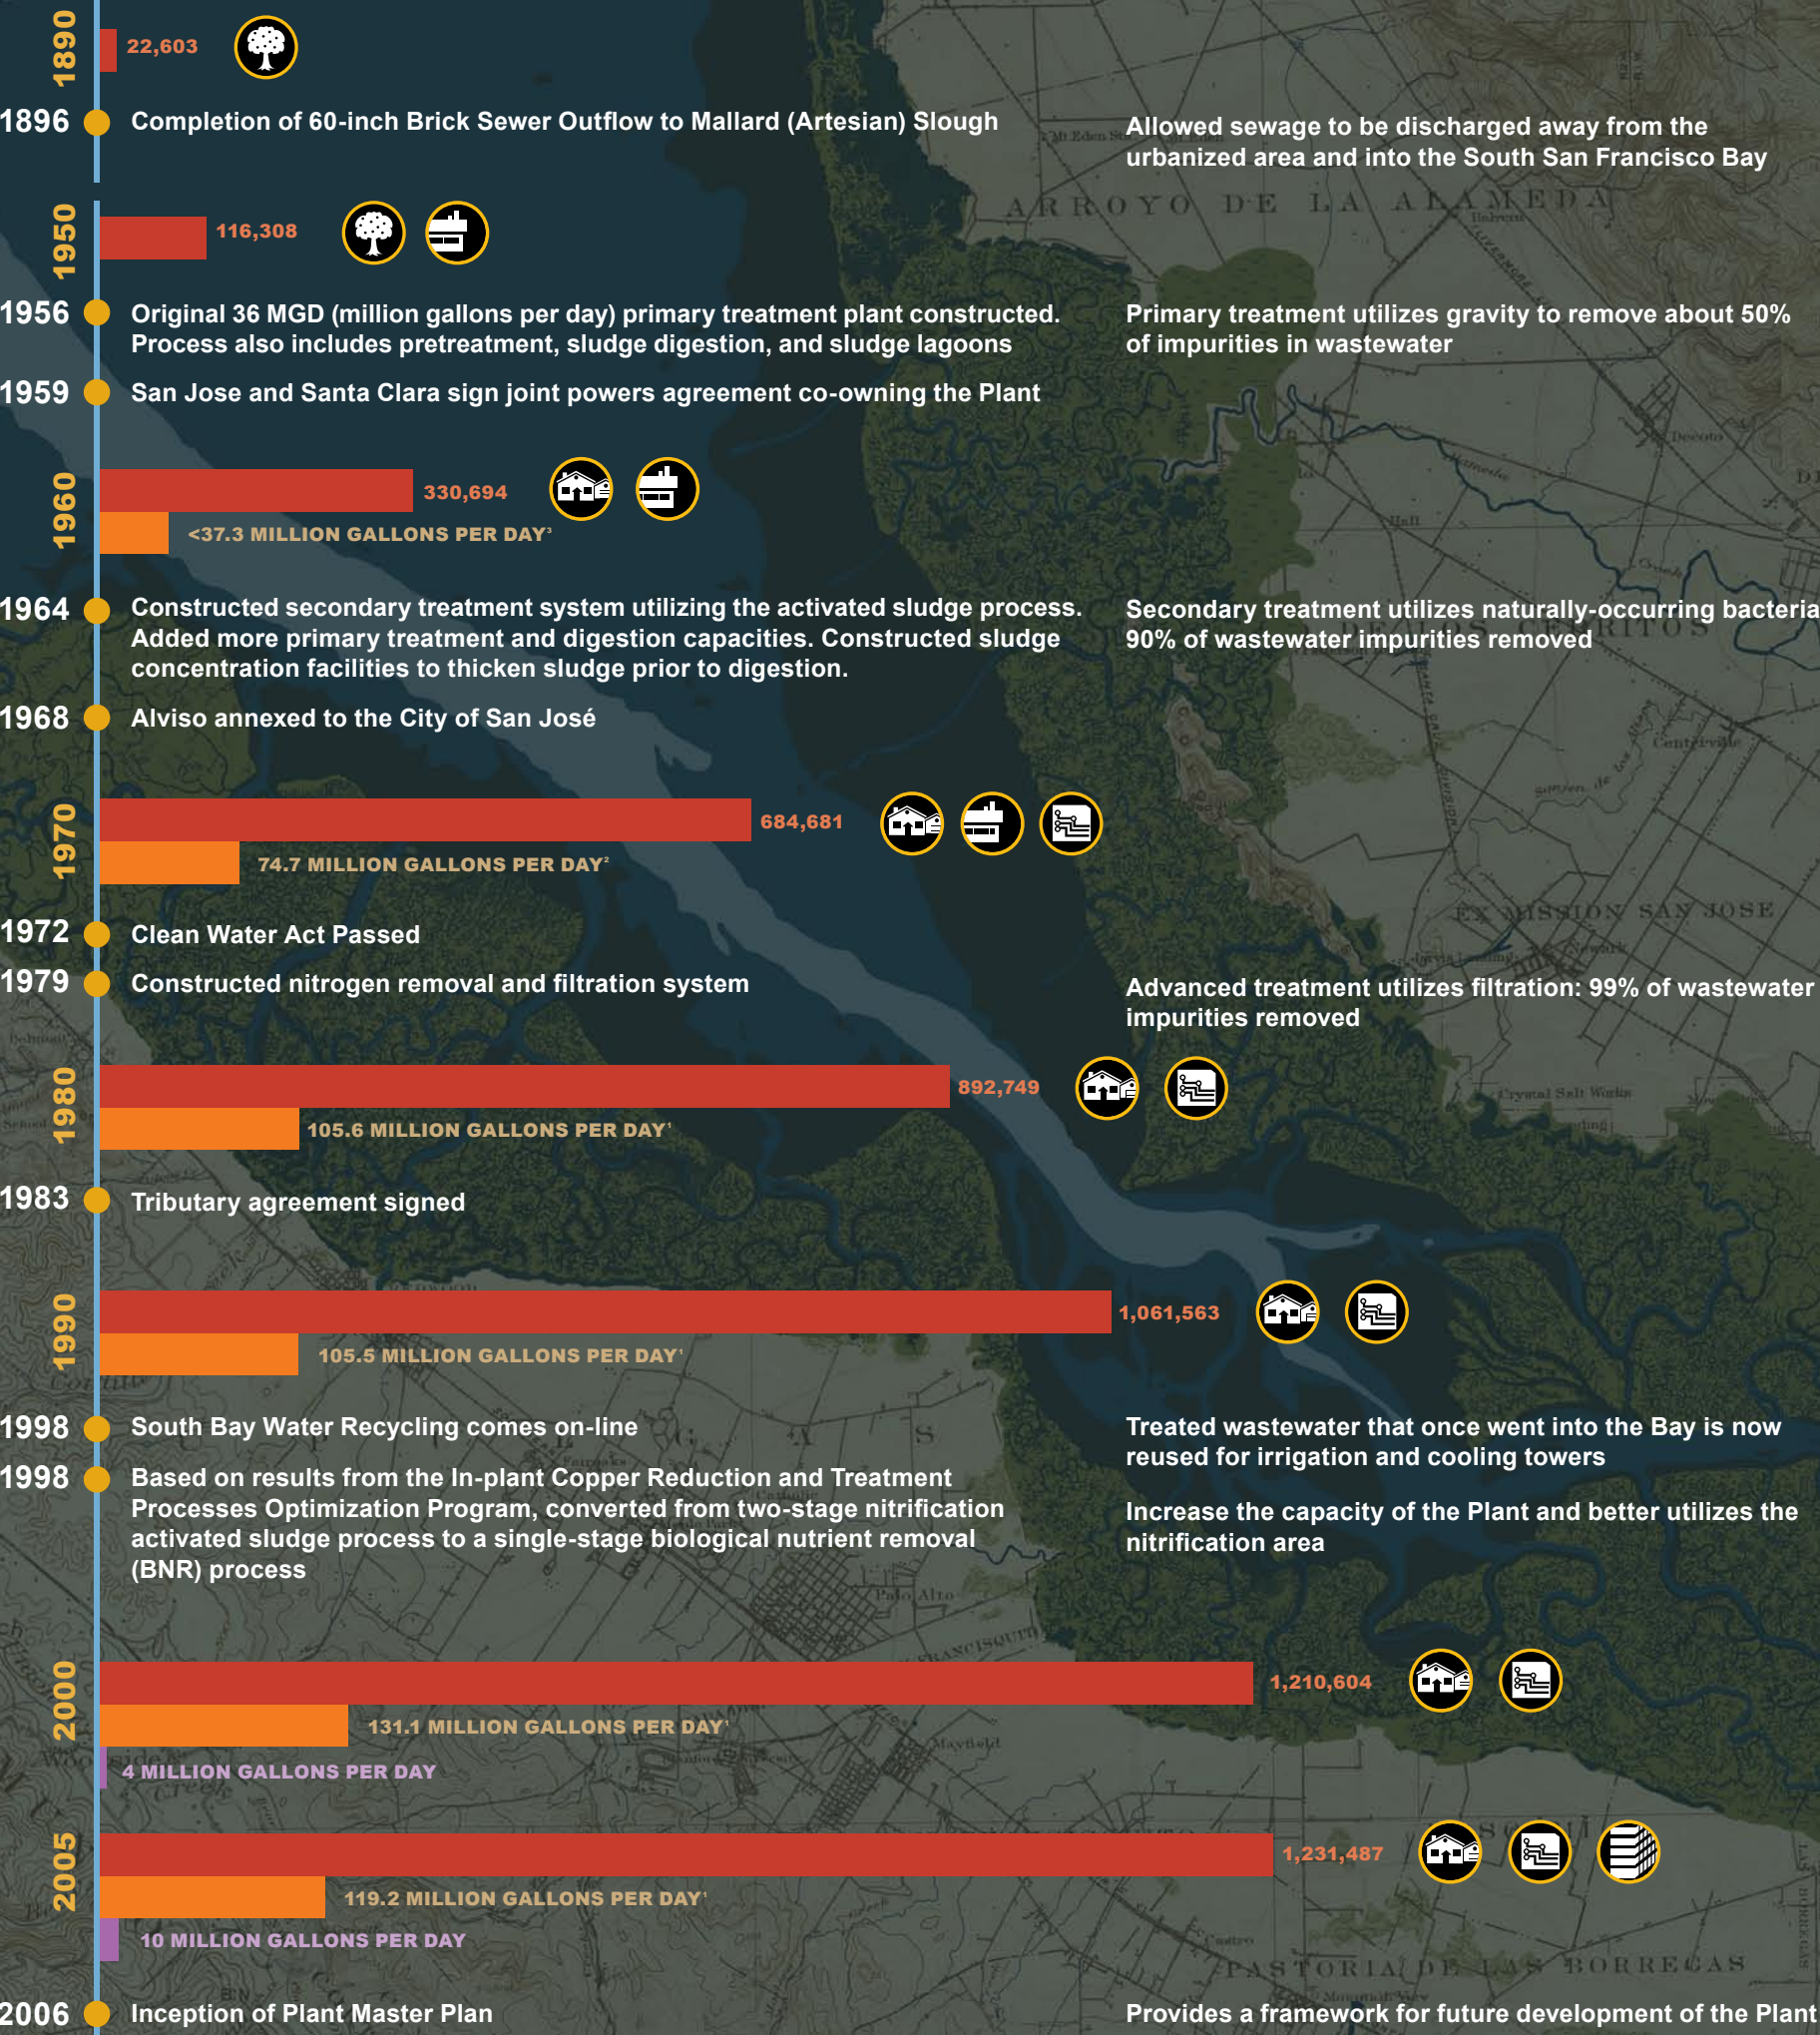 1890
22,603
1896
Completion of 60-inch Brick Sewer Outflow to Mallard (Artesian) Slough
Allowed sewage to be discharged away from the
urbanized area and into the South San Francisco Bay
ARROYO DE LA ALAMEDA
1950
116,308
1956
Original 36 MGD (million gallons per day) primary treatment plant constructed.
Process also includes pretreatment, sludge digestion, and sludge lagoons
Primary treatment utilizes gravity to remove about 50%
of impurities in wastewater
1959
San Jose and Santa Clara sign joint powers agreement co-owning the Plant
Decoto
1960
330,694
<37.3 MILLION GALLONS PER DAY³
Hall
Creek
1964
Constructed secondary treatment system utilizing the activated sludge process.
Added more primary treatment and digestion capacities. Constructed sludge
concentration facilities to thicken sludge prior to digestion.
Secondary treatment utilizes naturally-occurring bacteria
90% of wastewater impurities removed
1968
Alviso annexed to the City of San José
Centerville
1970
684,681
74.7 MILLION GALLONS PER DAY²
EX MISSION SAN JOSE
Newark
1972
Clean Water Act Passed
1979
Constructed nitrogen removal and filtration system
Advanced treatment utilizes filtration: 99% of wastewater
impurities removed
1980
892,749
105.6 MILLION GALLONS PER DAY¹
Crystal Salt Works
1983
Tributary agreement signed
1990
1,061,563
105.5 MILLION GALLONS PER DAY¹
1998
South Bay Water Recycling comes on-line
Treated wastewater that once went into the Bay is now
reused for irrigation and cooling towers
1998
Based on results from the In-plant Copper Reduction and Treatment
Processes Optimization Program, converted from two-stage nitrification
activated sludge process to a single-stage biological nutrient removal
(BNR) process
Increase the capacity of the Plant and better utilizes the
nitrification area
Palo Alto
2000
1,210,604
131.1 MILLION GALLONS PER DAY¹
Mayfield
4 MILLION GALLONS PER DAY
Creek
2005
1,231,487
119.2 MILLION GALLONS PER DAY¹
10 MILLION GALLONS PER DAY
Castro
PASTORIA DE LAS BORREGAS
2006
Inception of Plant Master Plan
Provides a framework for future development of the Plant